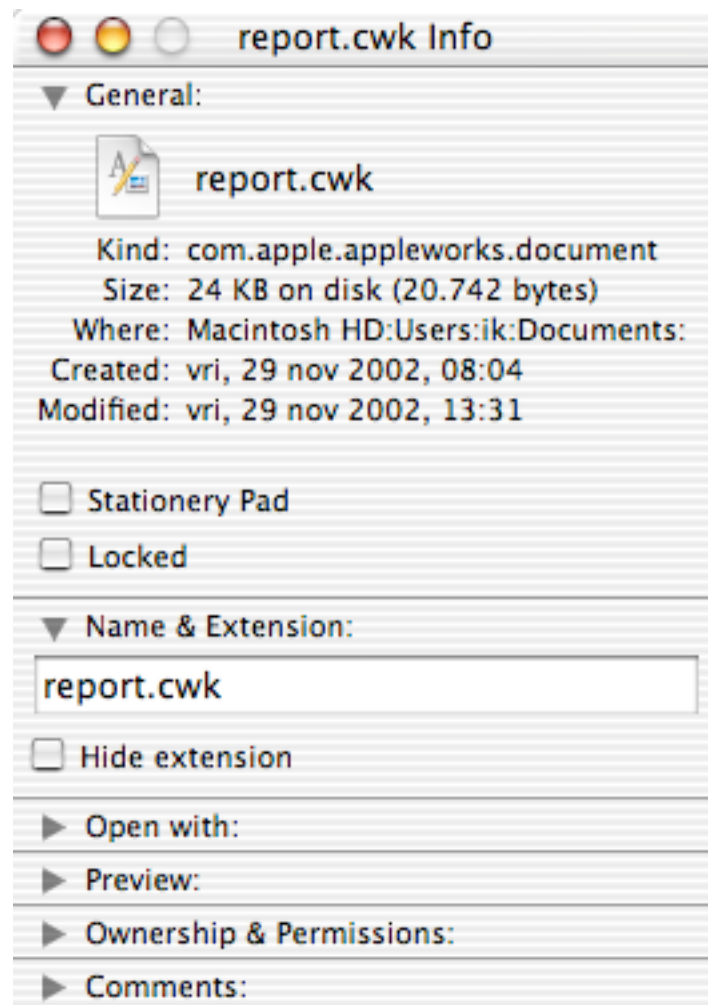 report.cwk Info
General:
report.cwk
Kind: com.apple.appleworks.document
Size: 24 KB on disk (20.742 bytes)
Where: Macintosh HD:Users:ik:Documents:
Created: vri, 29 nov 2002, 08:04
Modified: vri, 29 nov 2002, 13:31
Stationery Pad
Locked
Name & Extension:
report.cwk
Hide extension
Open with:
Preview:
Ownership & Permissions:
Comments: